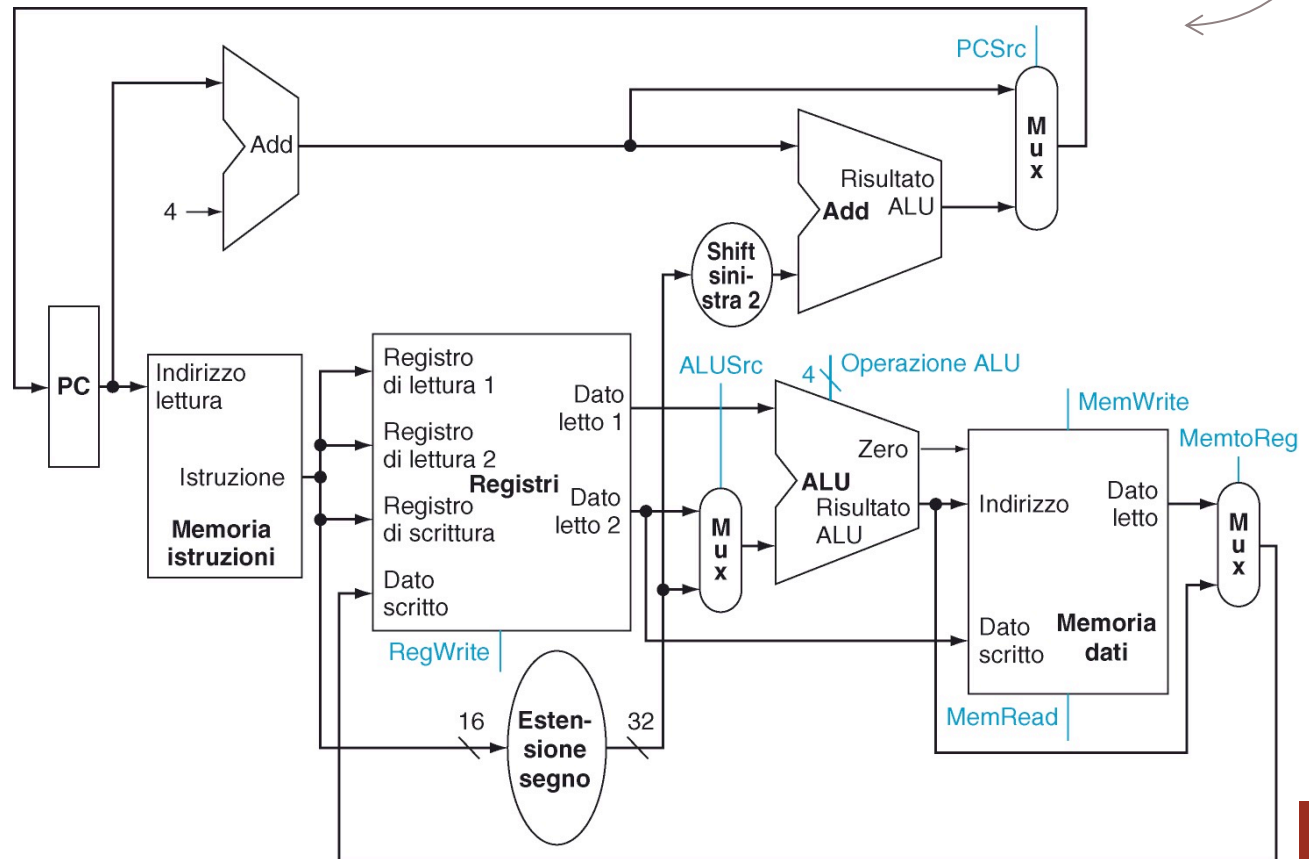 PCSrc
Add
4
M
u
x
Risultato
ALU
Add
Shift
sini-
stra 2
PC
Indirizzo
lettura
Istruzione
Memoria
istruzioni
Registro
di lettura 1
Registro
di lettura 2
Registro
di scrittura
Dato
scritto
Registri
Dato
letto 1
Dato
letto 2
RegWrite
ALUSrc
M
u
x
4
Operazione ALU
Zero
ALU
Risultato
ALU
MemWrite
Indirizzo
Dato
letto
Dato
scritto
Memoria
dati
MemRead
MemtoReg
M
u
x
16
Esten-
sione
segno
32